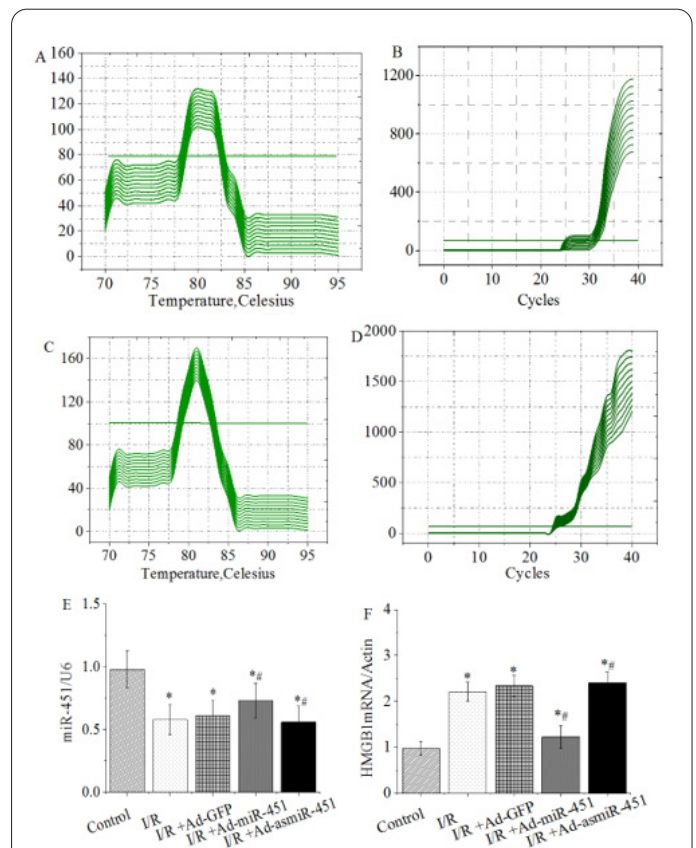 A
160
140
120
100
80
60
40
20
0
70 75 80 85 90 95
Temperature,Celesius
B
1200
800
400
0
0 10 20 30 40
Cycles
C
160
120
80
40
0
70 75 80 85 90 95
Temperature,Celesius
D
2000
1750
1000
500
250
0
0 10 20 30 40
Cycles
E
1.5
1.0
0.5
0.0
miR-451/U6
* * *# *#
Control I/R I/R +Ad-GFP I/R +Ad-miR-451 I/R +Ad-asmiR-451
F
4
3
2
1
0
HMGB1mRNA/Actin
* * *# *#
Control I/R I/R +Ad-GFP I/R +Ad-miR-451 I/R +Ad-asmiR-451